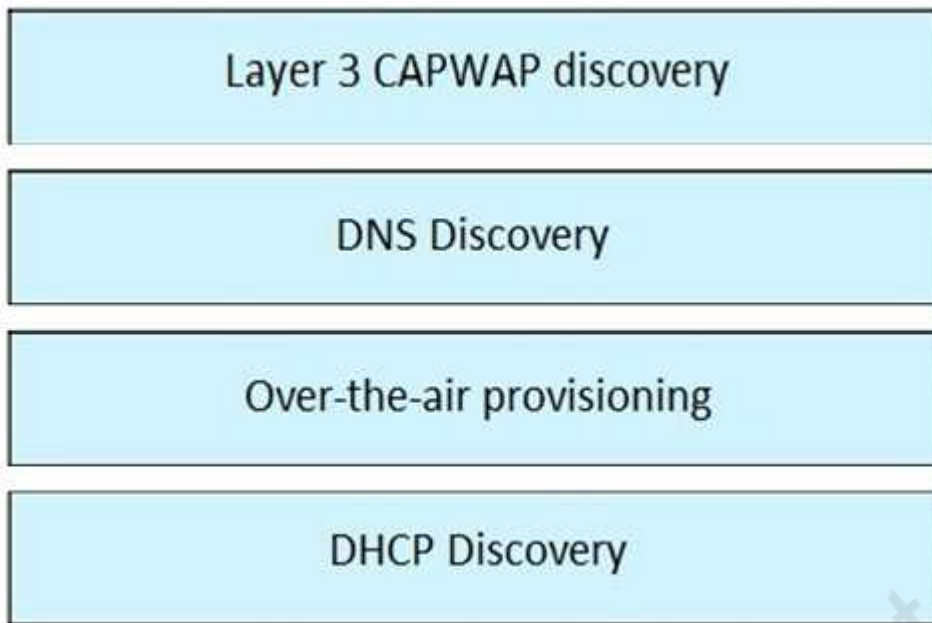 Layer 3 CAPWAP discovery
DNS Discovery
Over-the-air provisioning
DHCP Discovery